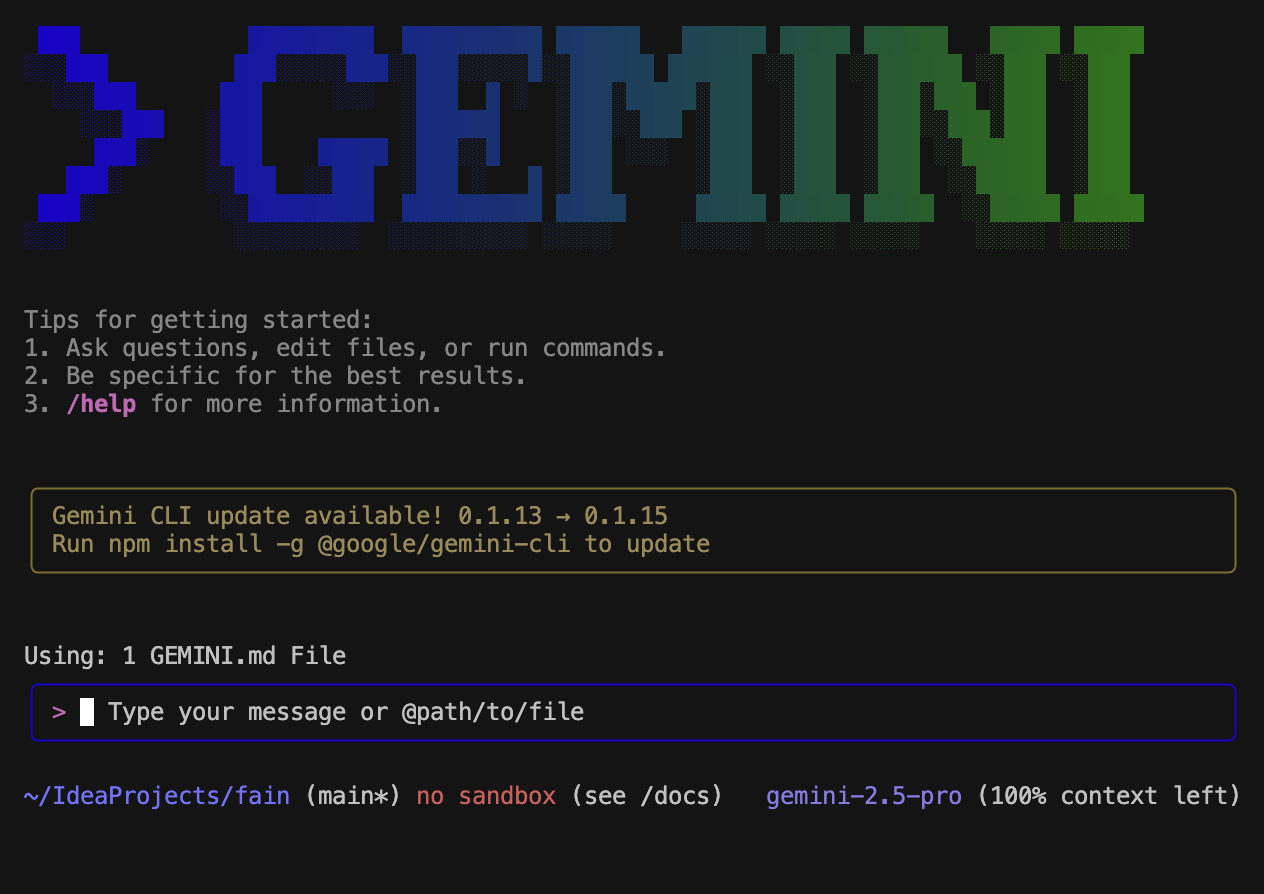 > GEMINI
Tips for getting started:
1. Ask questions, edit files, or run commands.
2. Be specific for the best results.
3. /help for more information.
Gemini CLI update available! 0.1.13 → 0.1.15
Run npm install -g @google/gemini-cli to update
Using: 1 GEMINI.md File
> Type your message or @path/to/file
~/IdeaProjects/fain (main*) no sandbox (see /docs) gemini-2.5-pro (100% context left)